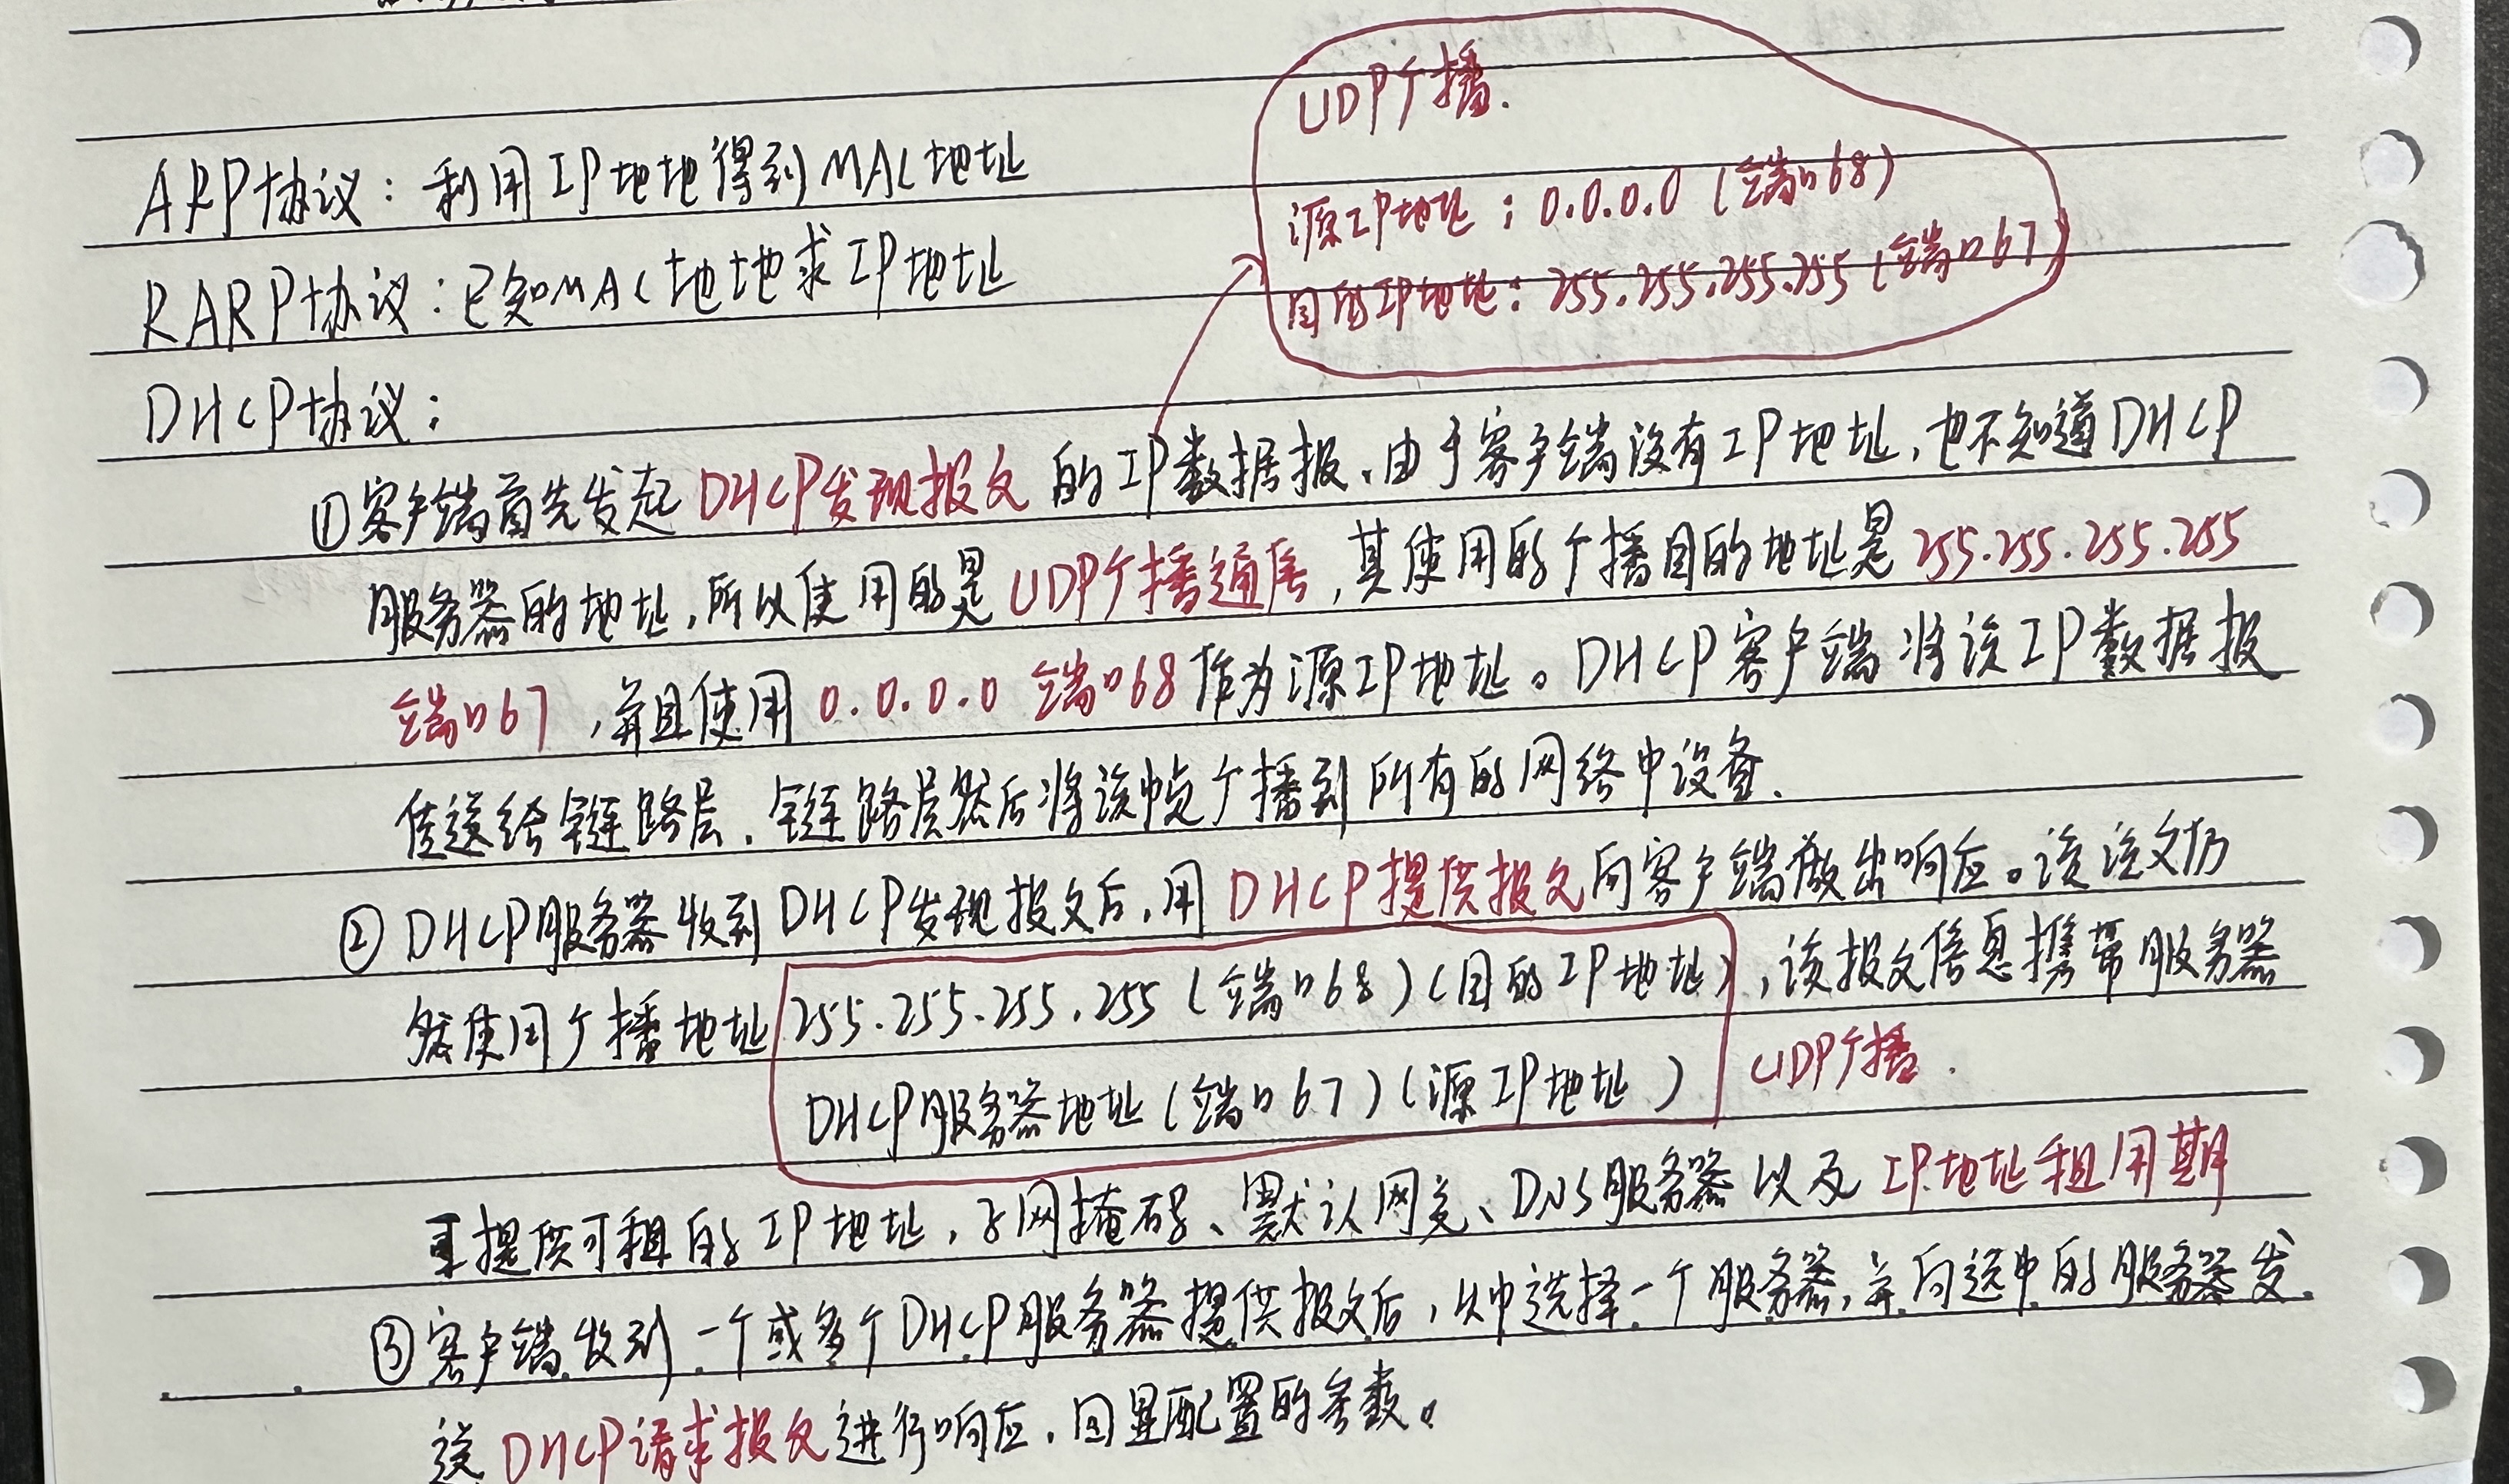 UDP广播.
源IP地址：0.0.0.0（端口68）
目的IP地址：255.255.255.255（端口67）
ARP协议：利用IP地址得到MAC地址
RARP协议：已知MAC地址求IP地址
DHCP协议：
①客户端首先发起DHCP发现报文的IP数据报、由于客户端没有IP地址，也不知道DHCP
服务器的地址，所以使用的是UDP广播通信，其使用的广播目的地址是255.255.255.255
端口67，并且使用0.0.0.0 端口68作为源IP地址。DHCP客户端将该IP数据报
传送给链路层，链路层然后将该帧广播到所有的网络中设备.
②DHCP服务器收到DHCP发现报文后，用DHCP提供报文向客户端做出响应。该该文仍
然使用广播地址255.255.255.255（端口68）（目的IP地址），该报文信息携带服务器
DHCP服务器地址（端口67）（源IP地址） UDP广播.
提供可租的IP地址，子网掩码、默认网关、DNS服务器以及IP地址租用期
③客户端收到一个或多个DHCP服务器提供报文后，从中选择一个服务器，并向选中的服务器发
送DHCP请求报文进行响应，回显配置的参数。